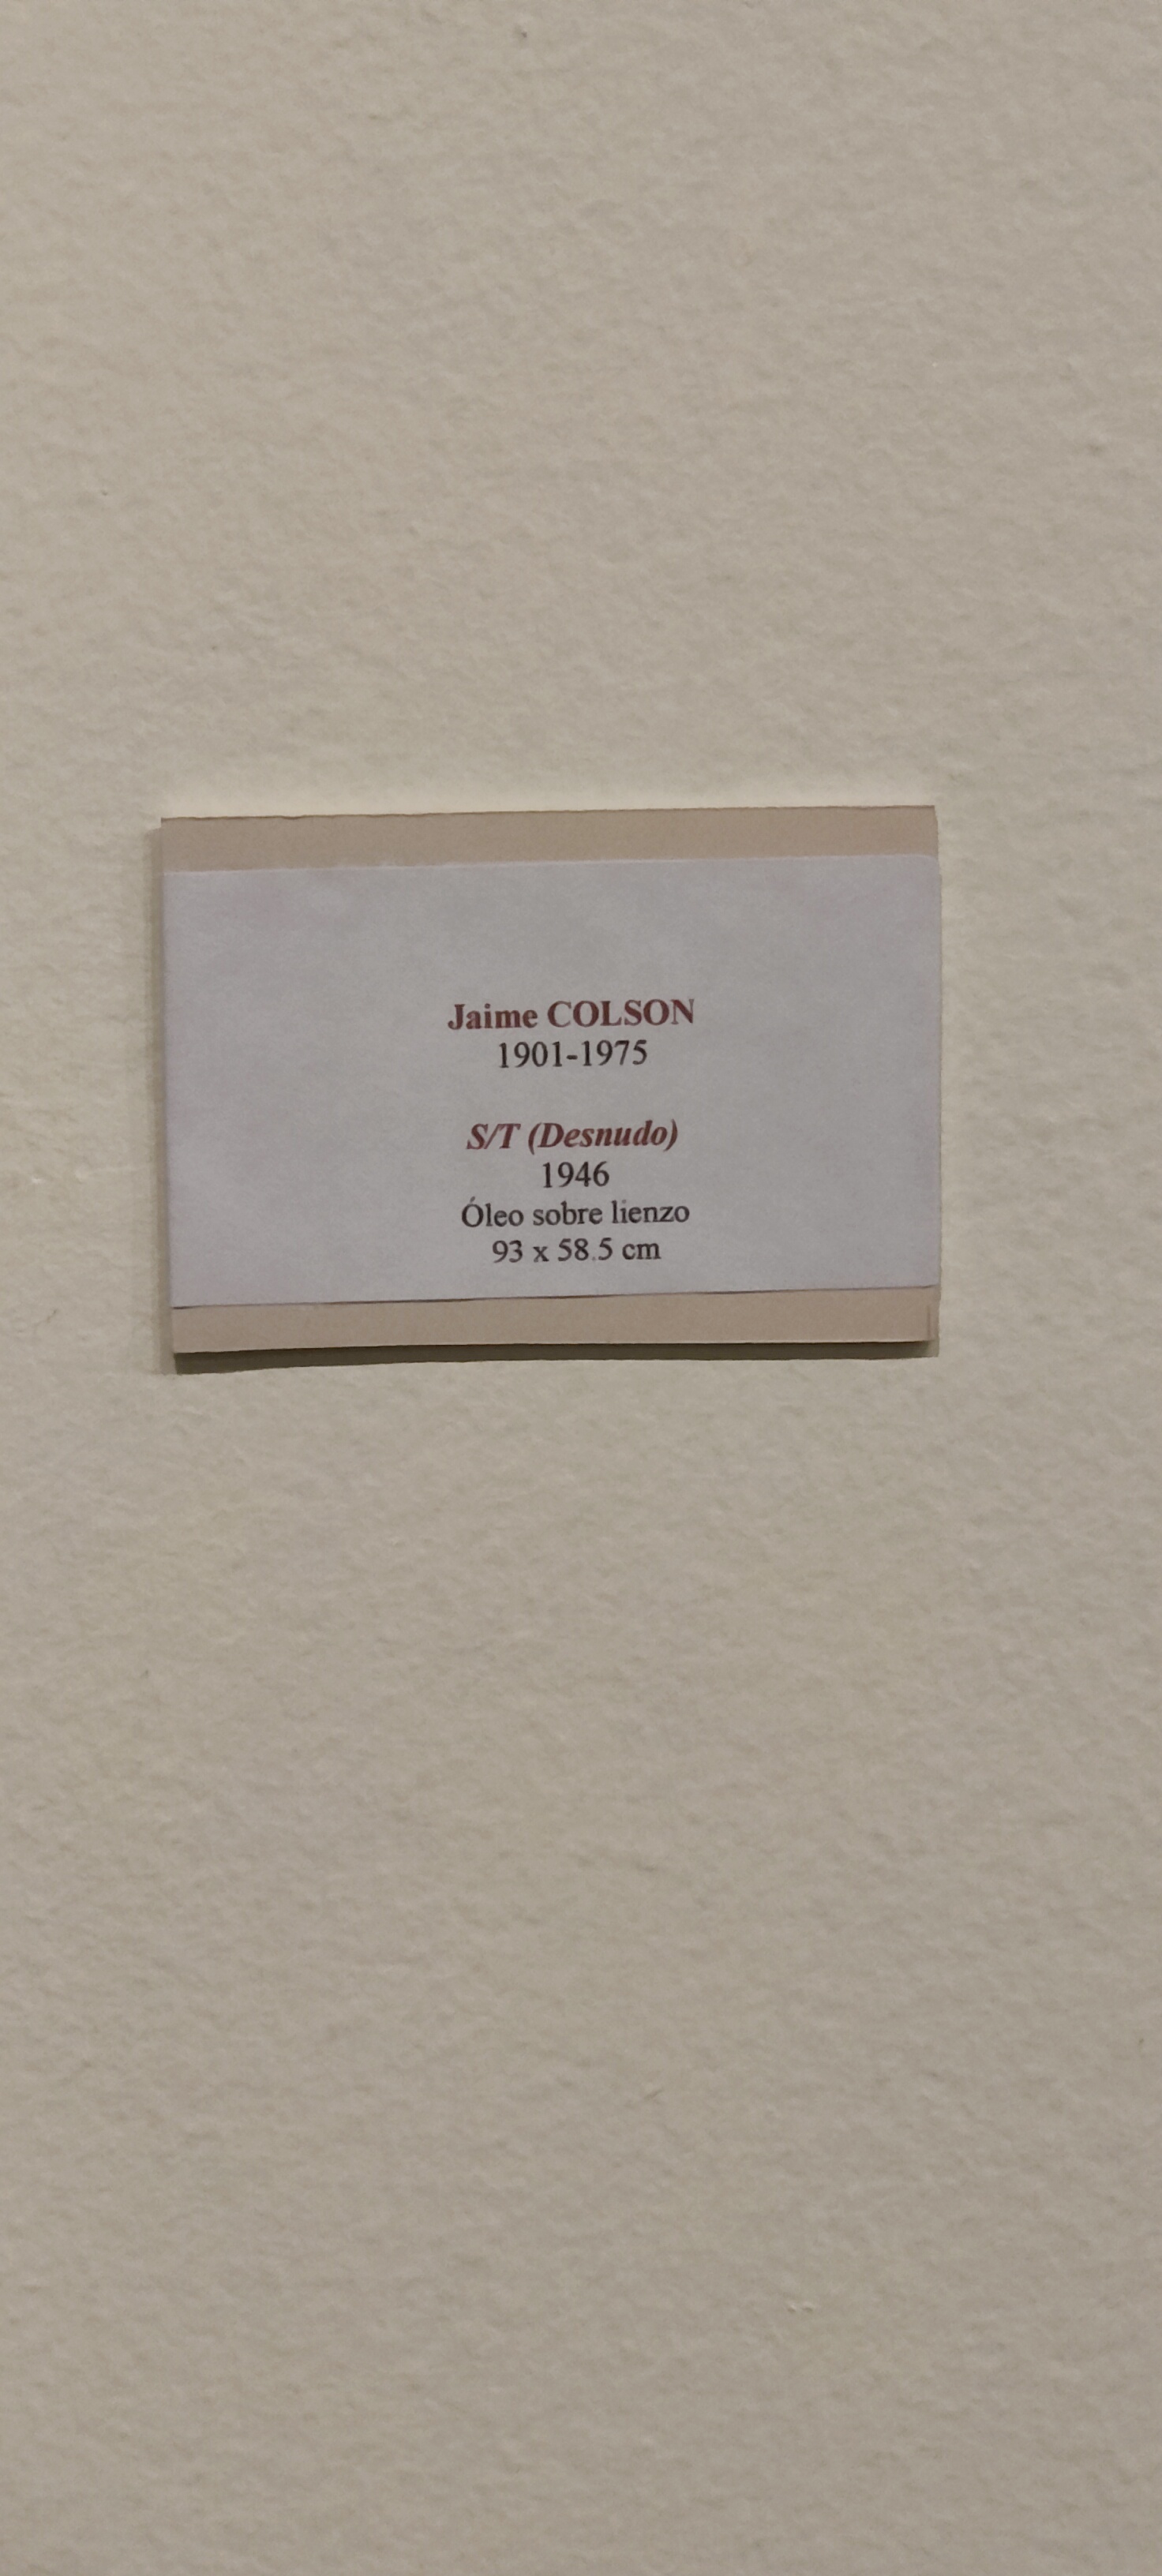 Jaime COLSON
1901-1975
S/T (Desnudo)
1946
Óleo sobre lienzo
93 x 58.5 cm